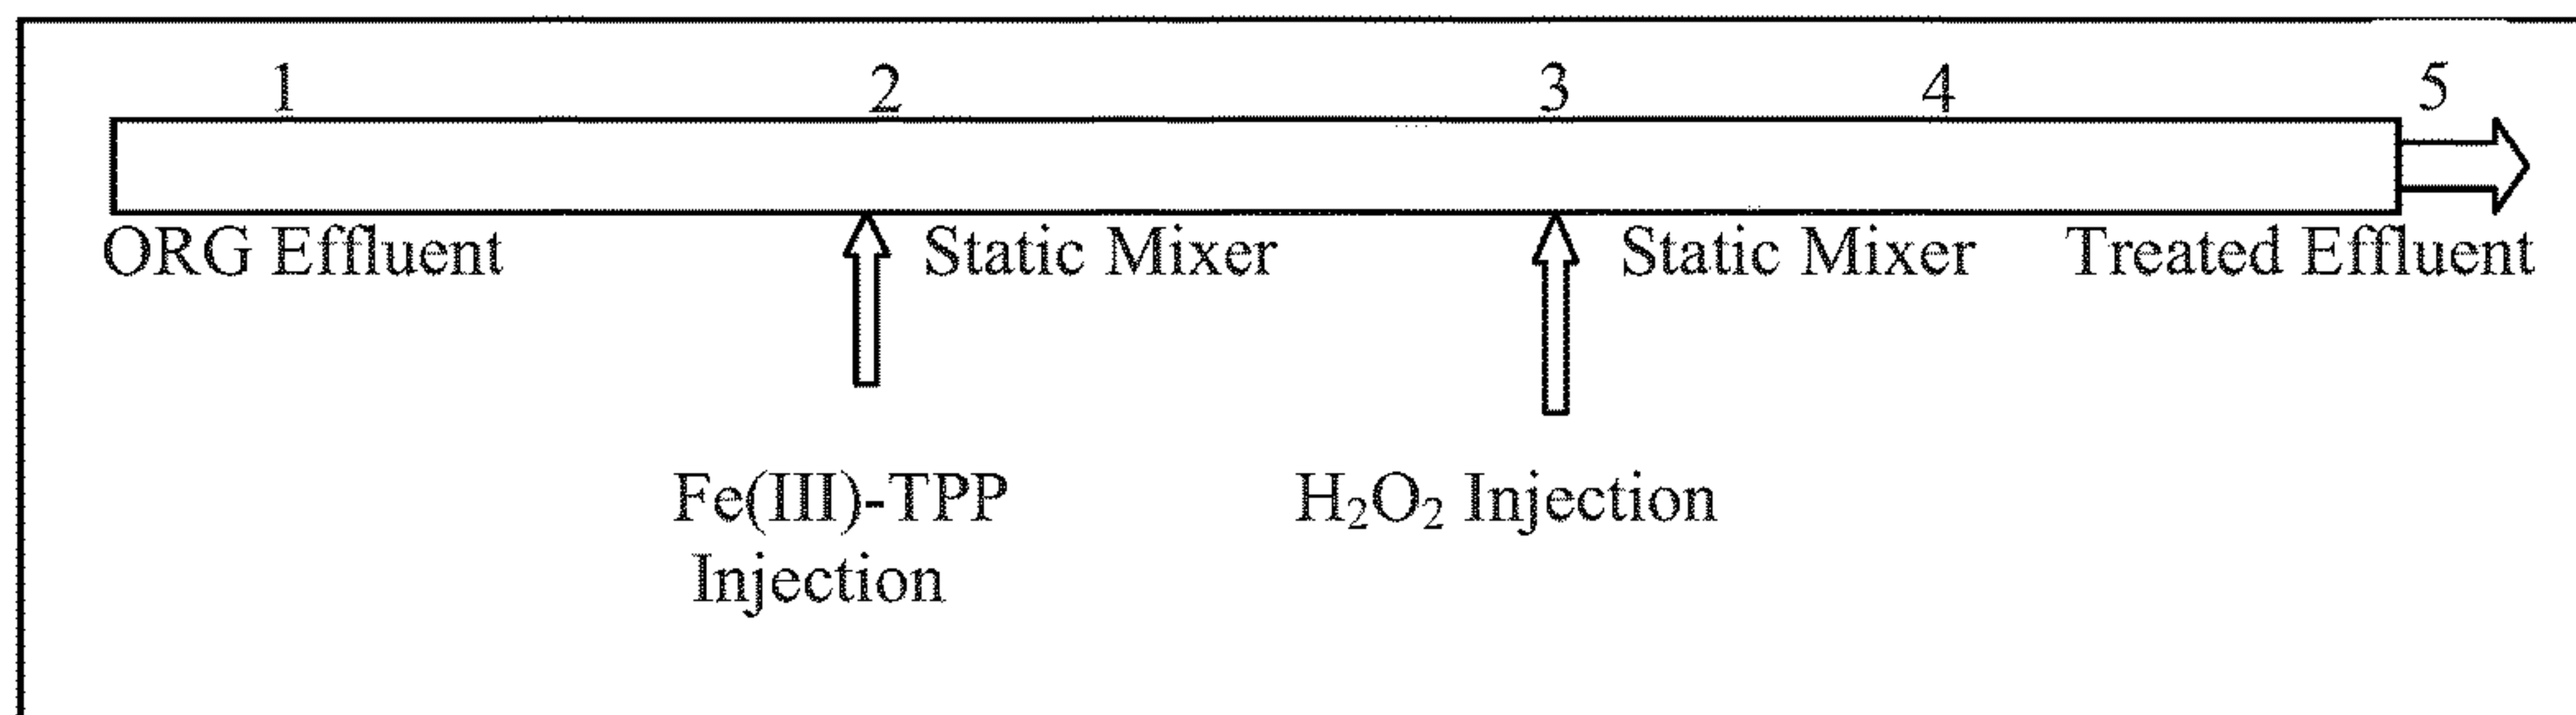 1 2 3 4 5
ORG Effluent Static Mixer Static Mixer Treated Effluent
Fe(III)-TPP H₂O₂ Injection
Injection